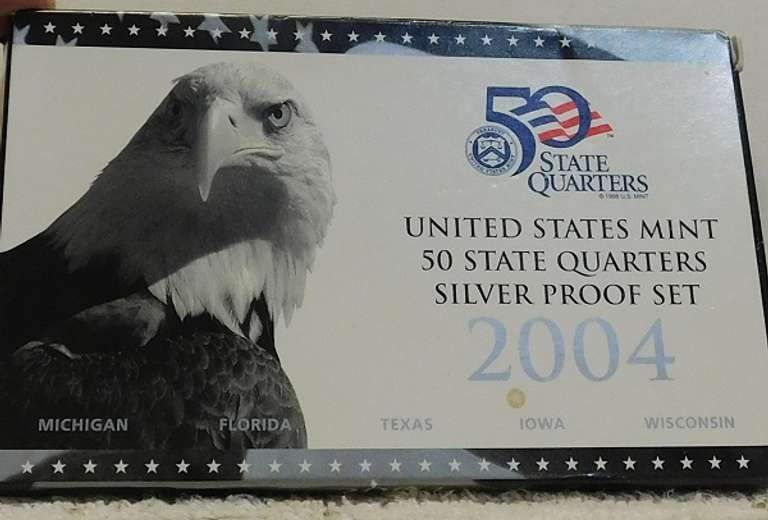 50
STATE
QUARTERS
© 1998 U.S. MINT
UNITED STATES MINT
50 STATE QUARTERS
SILVER PROOF SET
2004
MICHIGAN FLORIDA TEXAS IOWA WISCONSIN